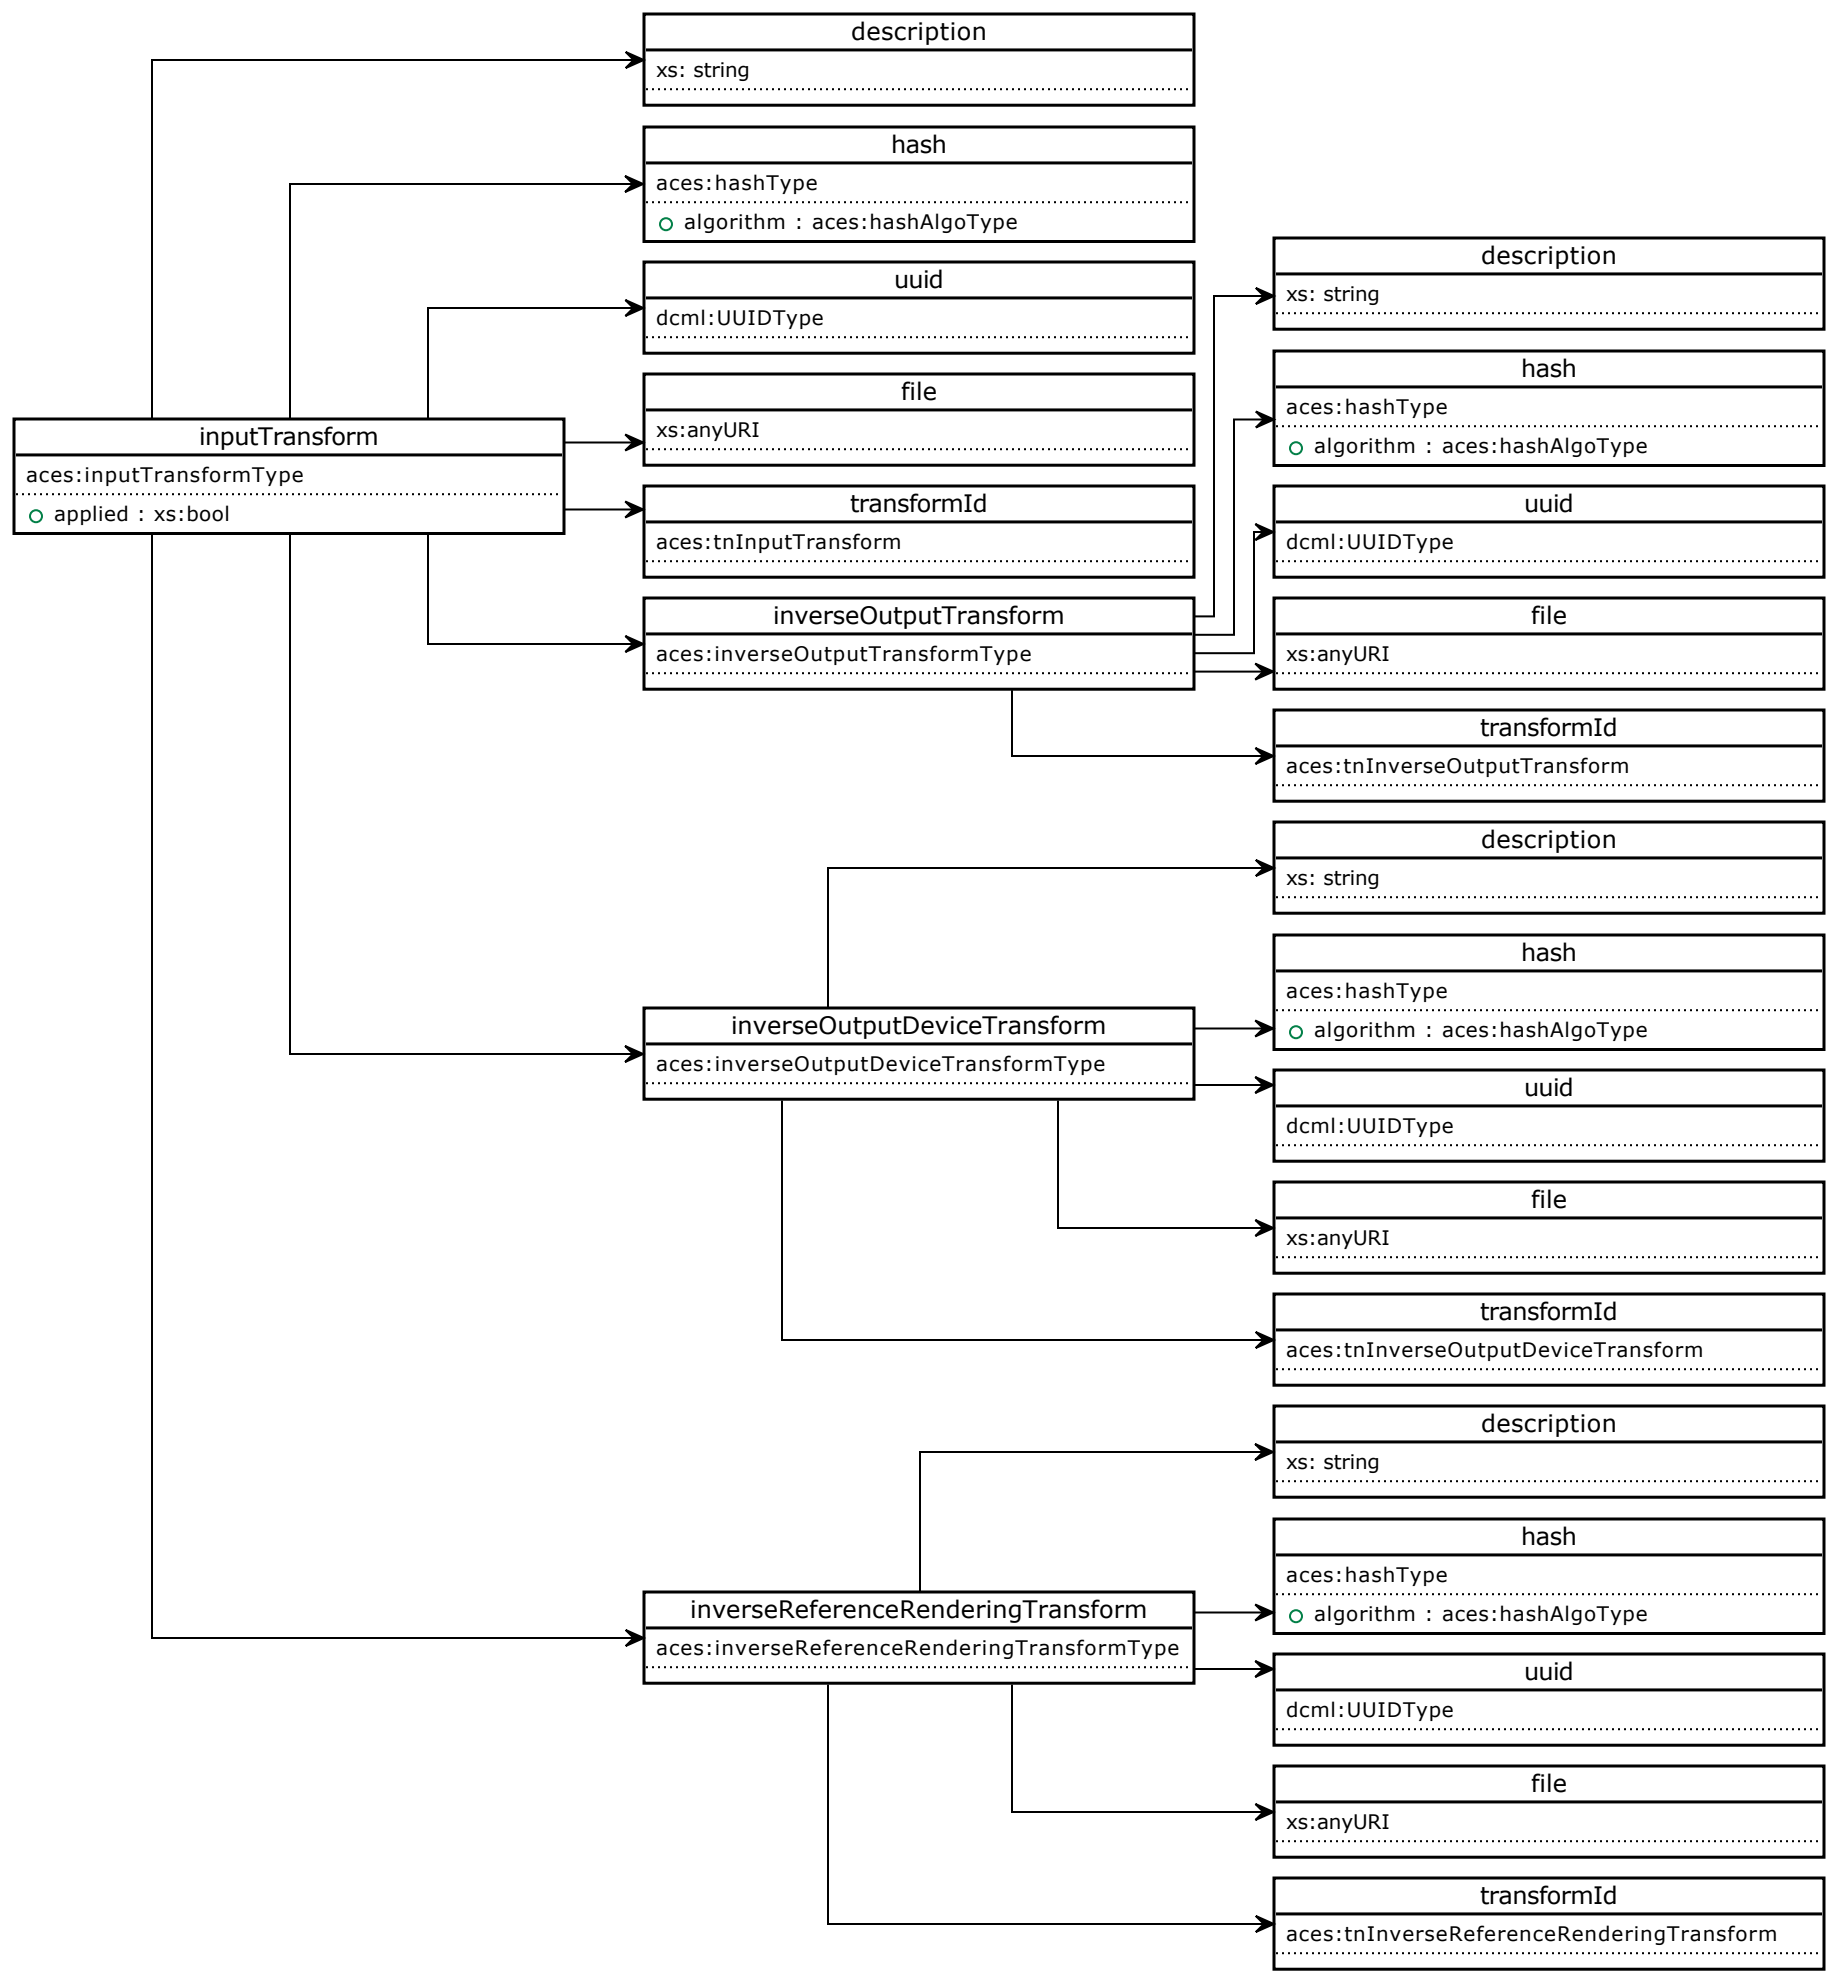 description
xs: string
hash
aces:hashType
algorithm : aces:hashAlgoType
uuid
dcml:UUIDType
file
xs:anyURI
inputTransform
aces:inputTransformType
applied : xs:bool
transformId
aces:tnInputTransform
inverseOutputTransform
aces:inverseOutputTransformType
description
xs: string
hash
aces:hashType
algorithm : aces:hashAlgoType
uuid
dcml:UUIDType
file
xs:anyURI
transformId
aces:tnInverseOutputTransform
inverseOutputDeviceTransform
aces:inverseOutputDeviceTransformType
description
xs: string
hash
aces:hashType
algorithm : aces:hashAlgoType
uuid
dcml:UUIDType
file
xs:anyURI
transformId
aces:tnInverseOutputDeviceTransform
inverseReferenceRenderingTransform
aces:inverseReferenceRenderingTransformType
description
xs: string
hash
aces:hashType
algorithm : aces:hashAlgoType
uuid
dcml:UUIDType
file
xs:anyURI
transformId
aces:tnInverseReferenceRenderingTransform